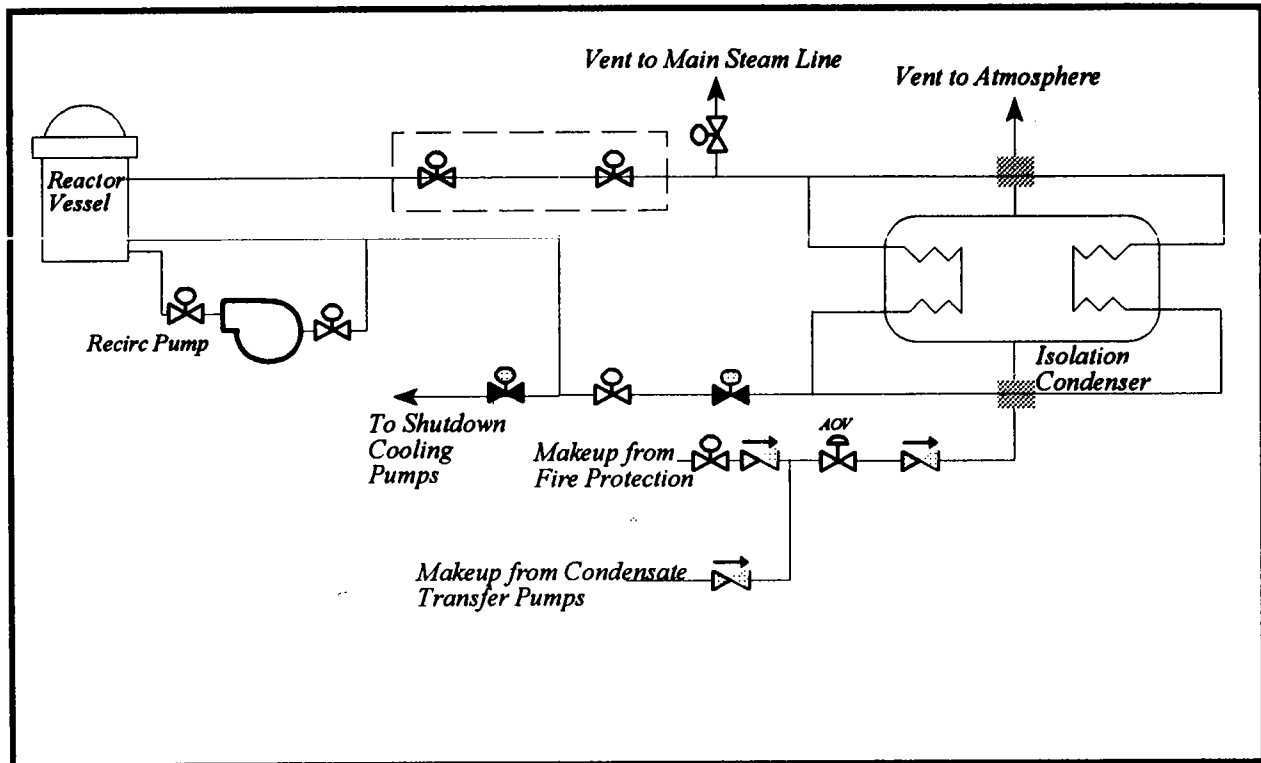 Vent to Main Steam Line
Vent to Atmosphere
Reactor
Vessel
Recirc Pump
Isolation
Condenser
To Shutdown
Cooling
Pumps
AOV
Makeup from
Fire Protection
Makeup from Condensate
Transfer Pumps